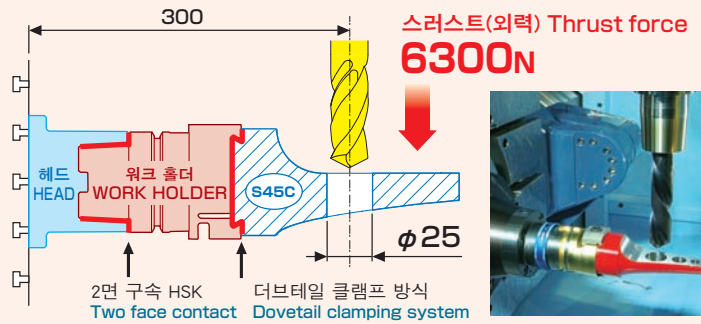 300
스러스트(외력) Thrust force
6300N
헤드
HEAD
워크 홀더
WORK HOLDER
S45C
φ25
2면 구속 HSK
Two face contact
더브테일 클램프 방식
Dovetail clamping system